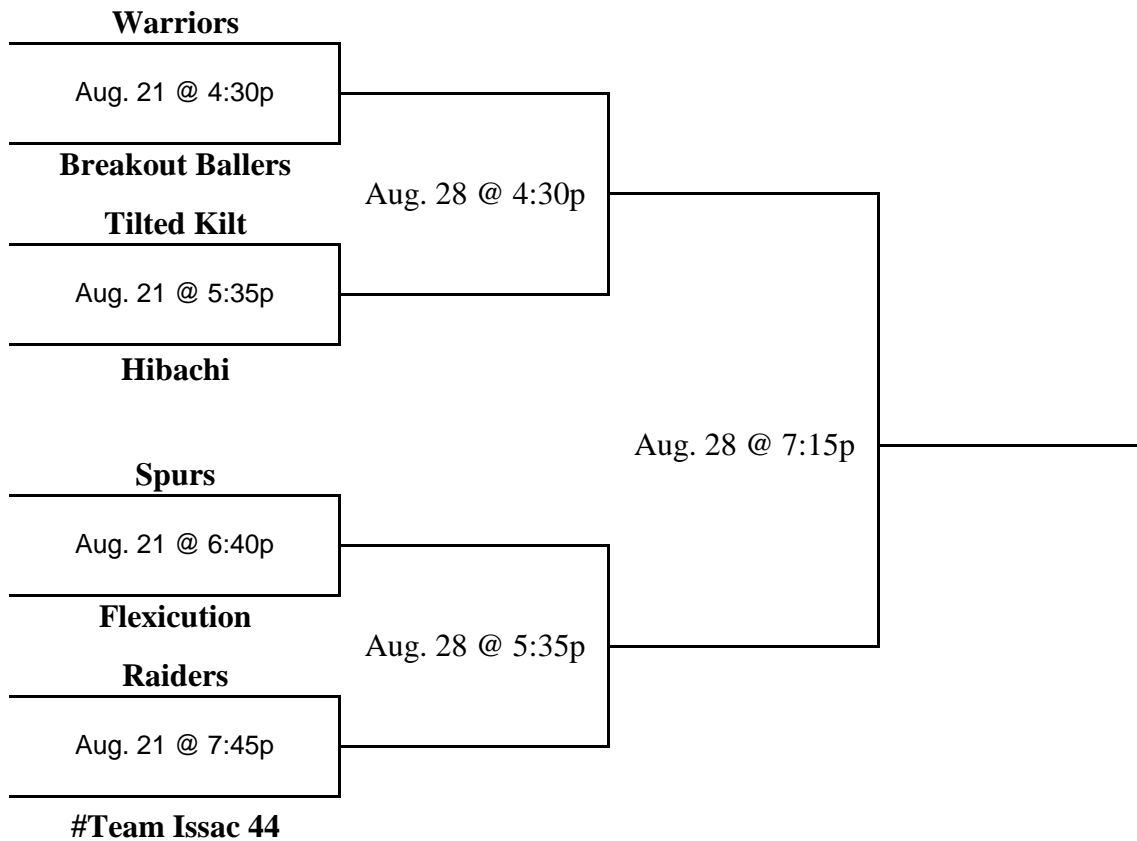 Warriors
Aug. 21 @ 4:30p
Breakout Ballers
Aug. 28 @ 4:30p
Tilted Kilt
Aug. 21 @ 5:35p
Hibachi
Aug. 28 @ 7:15p
Spurs
Aug. 21 @ 6:40p
Flexicution
Aug. 28 @ 5:35p
Raiders
Aug. 21 @ 7:45p
#Team Issac 44